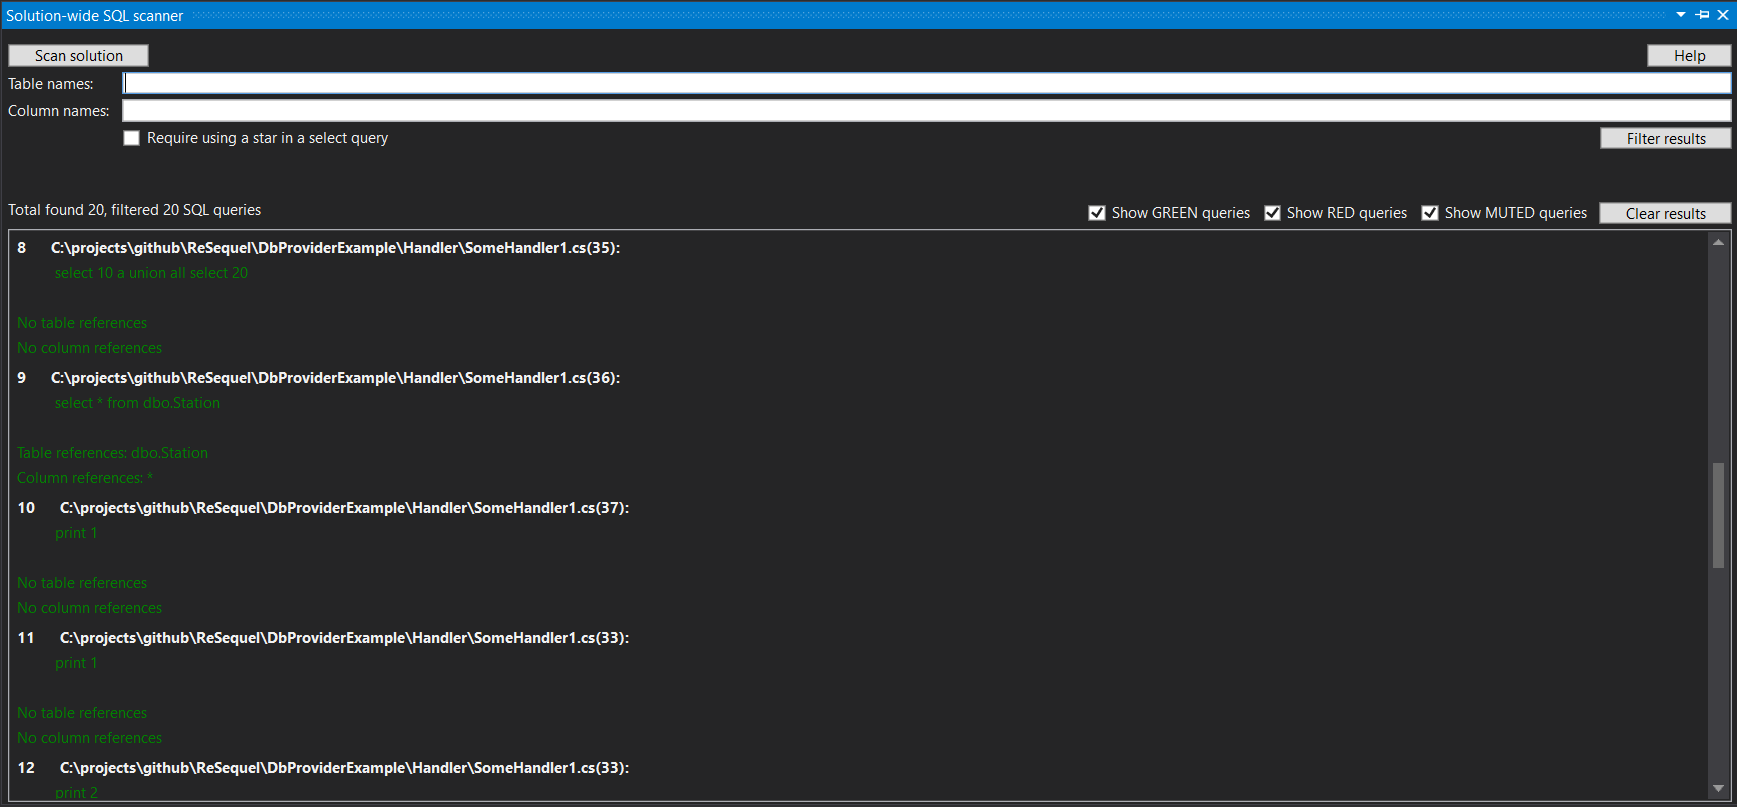 Solution-wide SQL scanner
Scan solution
Help
Table names:
Column names:
Require using a star in a select query
Filter results
Total found 20, filtered 20 SQL queries
Show GREEN queries
Show RED queries
Show MUTED queries
Clear results
8 C:\projects\github\ReSequel\DbProviderExample\Handler\SomeHandler1.cs(35):
select 10 a union all select 20
No table references
No column references
9 C:\projects\github\ReSequel\DbProviderExample\Handler\SomeHandler1.cs(36):
select * from dbo.Station
Table references: dbo.Station
Column references: *
10 C:\projects\github\ReSequel\DbProviderExample\Handler\SomeHandler1.cs(37):
print 1
No table references
No column references
11 C:\projects\github\ReSequel\DbProviderExample\Handler\SomeHandler1.cs(33):
print 1
No table references
No column references
12 C:\projects\github\ReSequel\DbProviderExample\Handler\SomeHandler1.cs(33):
print 2